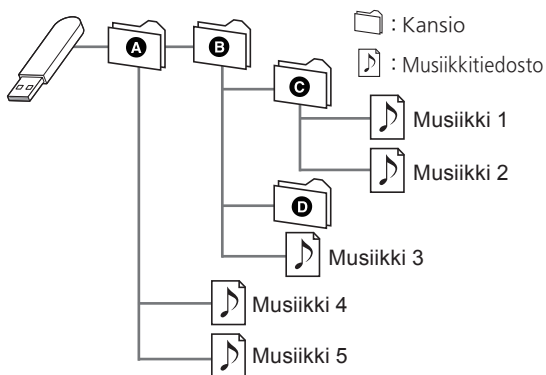 A
B
: Kansio
: Musiikkitiedosto
C
Musiikki 1
Musiikki 2
D
Musiikki 3
Musiikki 4
Musiikki 5